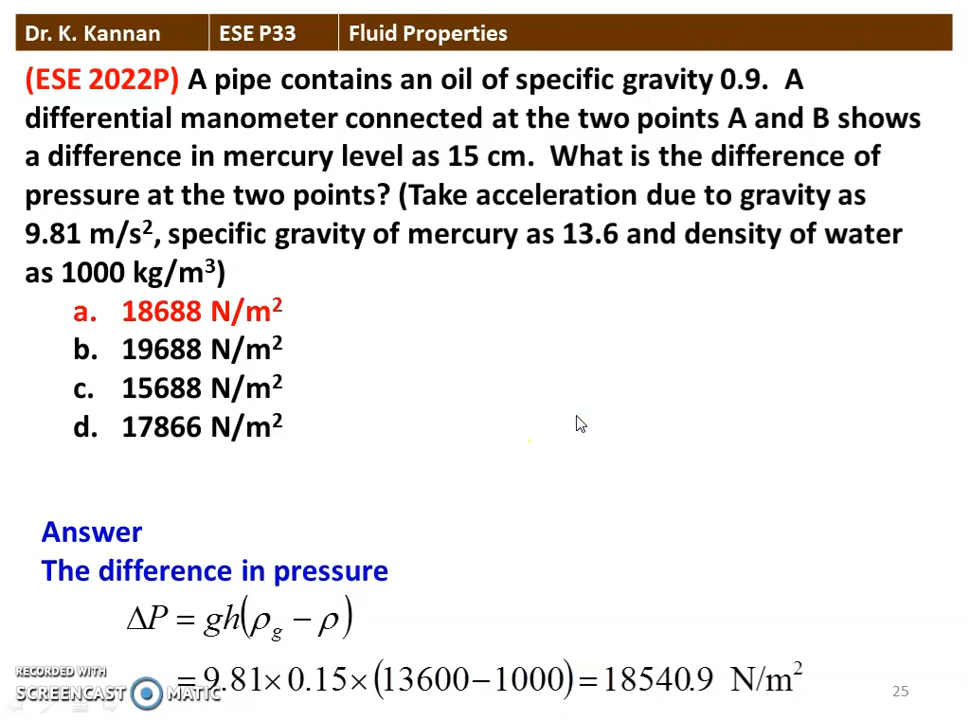 Dr. K. Kannan ESE P33 Fluid Properties
(ESE 2022P) A pipe contains an oil of specific gravity 0.9. A
differential manometer connected at the two points A and B shows
a difference in mercury level as 15 cm. What is the difference of
pressure at the two points? (Take acceleration due to gravity as
9.81 m/s², specific gravity of mercury as 13.6 and density of water
as 1000 kg/m³)
a. 18688 N/m²
b. 19688 N/m²
c. 15688 N/m²
d. 17866 N/m²
Answer
The difference in pressure
ΔP = gh(ρ_g − ρ)
= 9.81 × 0.15 × (13600 − 1000) = 18540.9 N/m²
RECORDED WITH
SCREENCAST MATIC
25